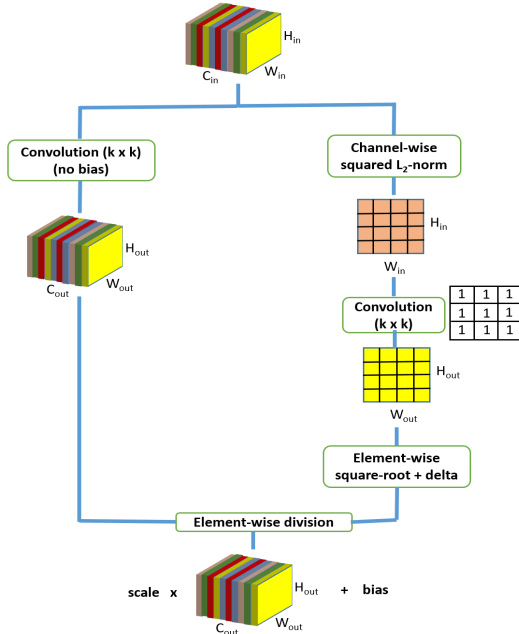 H_in
C_in
W_in
Convolution (k x k)
(no bias)
Channel-wise
squared L_2-norm
H_out
C_out
W_out
H_in
W_in
Convolution
(k x k)
1 1 1
1 1 1
1 1 1
H_out
W_out
Element-wise
square-root + delta
Element-wise division
scale x
H_out
+ bias
C_out
W_out